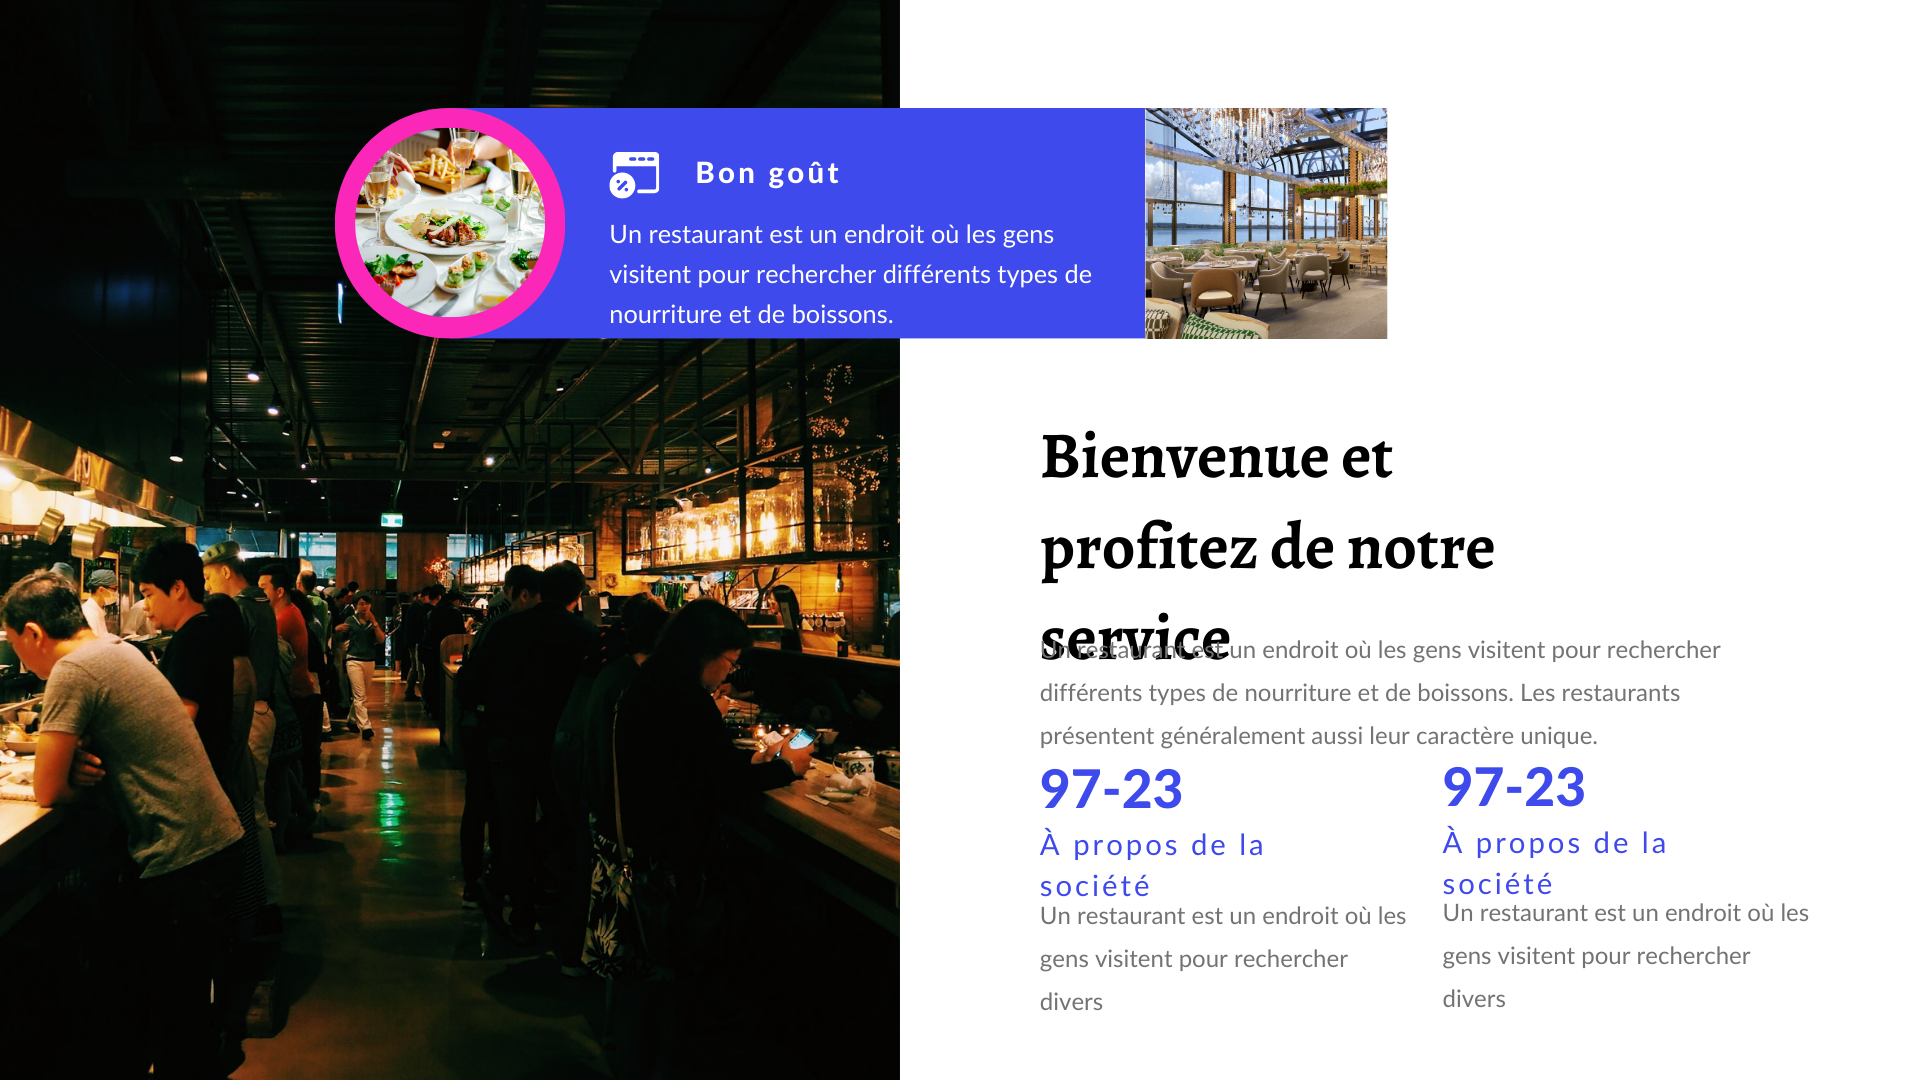 Bon goût
Un restaurant est un endroit où les gens
visitent pour rechercher différents types de
nourriture et de boissons.
Bienvenue et
profitez de notre
service
Un restaurant est un endroit où les gens visitent pour rechercher
différents types de nourriture et de boissons. Les restaurants
présentent généralement aussi leur caractère unique.
97-23
À propos de la
société
Un restaurant est un endroit où les
gens visitent pour rechercher
divers
97-23
À propos de la
société
Un restaurant est un endroit où les
gens visitent pour rechercher
divers